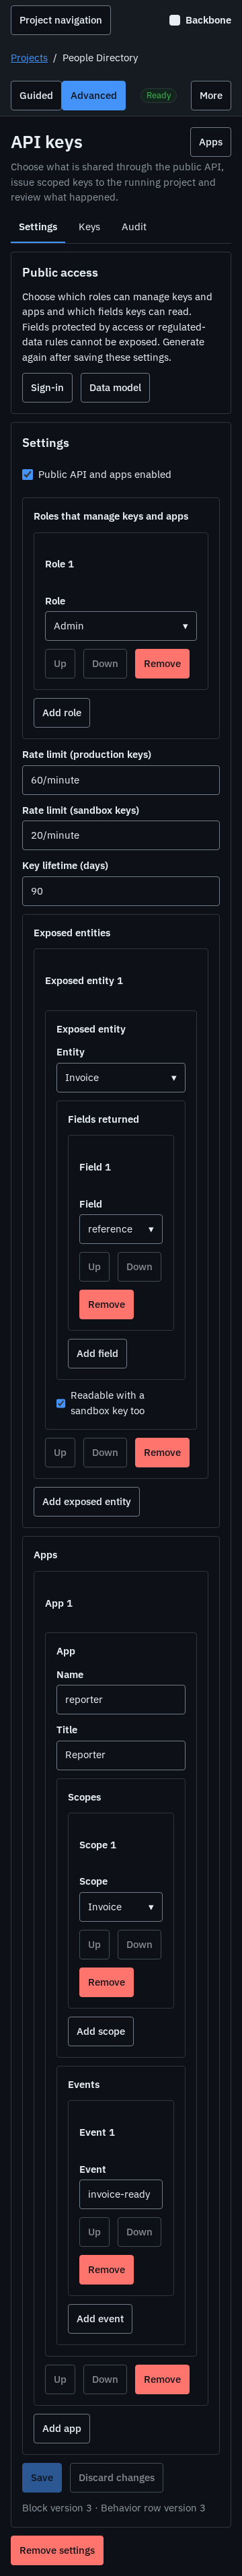 Project navigation
Backbone
Projects / People Directory
Guided
Advanced
Ready
More
API keys
Apps
Choose what is shared through the public API,
issue scoped keys to the running project and
review what happened.
Settings
Keys
Audit
Public access
Choose which roles can manage keys and
apps and which fields keys can read.
Fields protected by access or regulated-
data rules cannot be exposed. Generate
again after saving these settings.
Sign-in
Data model
Settings
Public API and apps enabled
Roles that manage keys and apps
Role 1
Role
Admin
Up
Down
Remove
Add role
Rate limit (production keys)
60/minute
Rate limit (sandbox keys)
20/minute
Key lifetime (days)
90
Exposed entities
Exposed entity 1
Exposed entity
Entity
Invoice
Fields returned
Field 1
Field
reference
Up
Down
Remove
Add field
Readable with a
sandbox key too
Up
Down
Remove
Add exposed entity
Apps
App 1
App
Name
reporter
Title
Reporter
Scopes
Scope 1
Scope
Invoice
Up
Down
Remove
Add scope
Events
Event 1
Event
invoice-ready
Up
Down
Remove
Add event
Up
Down
Remove
Add app
Save
Discard changes
Block version 3 · Behavior row version 3
Remove settings